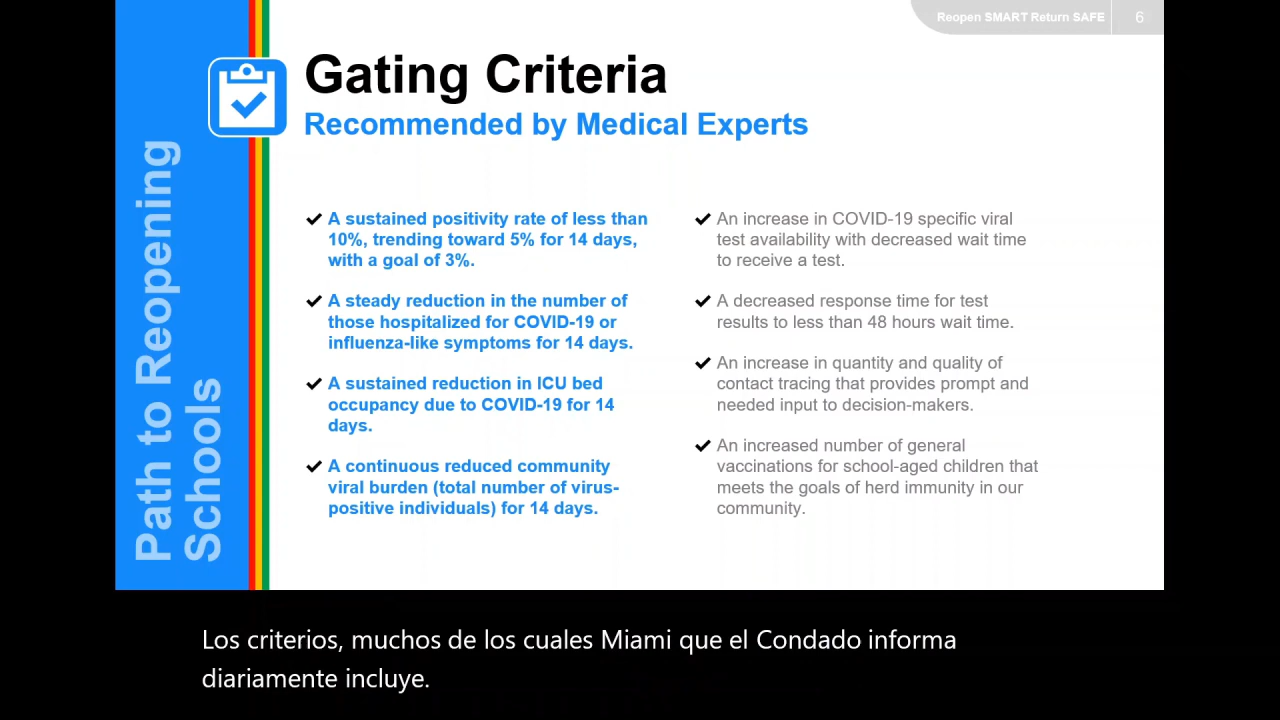 Reopen SMART Return SAFE 6
Path to Reopening
Schools
Gating Criteria
Recommended by Medical Experts
A sustained positivity rate of less than
10%, trending toward 5% for 14 days,
with a goal of 3%.
A steady reduction in the number of
those hospitalized for COVID-19 or
influenza-like symptoms for 14 days.
A sustained reduction in ICU bed
occupancy due to COVID-19 for 14
days.
A continuous reduced community
viral burden (total number of virus-
positive individuals) for 14 days.
An increase in COVID-19 specific viral
test availability with decreased wait time
to receive a test.
A decreased response time for test
results to less than 48 hours wait time.
An increase in quantity and quality of
contact tracing that provides prompt and
needed input to decision-makers.
An increased number of general
vaccinations for school-aged children that
meets the goals of herd immunity in our
community.
Los criterios, muchos de los cuales Miami que el Condado informa
diariamente incluye.